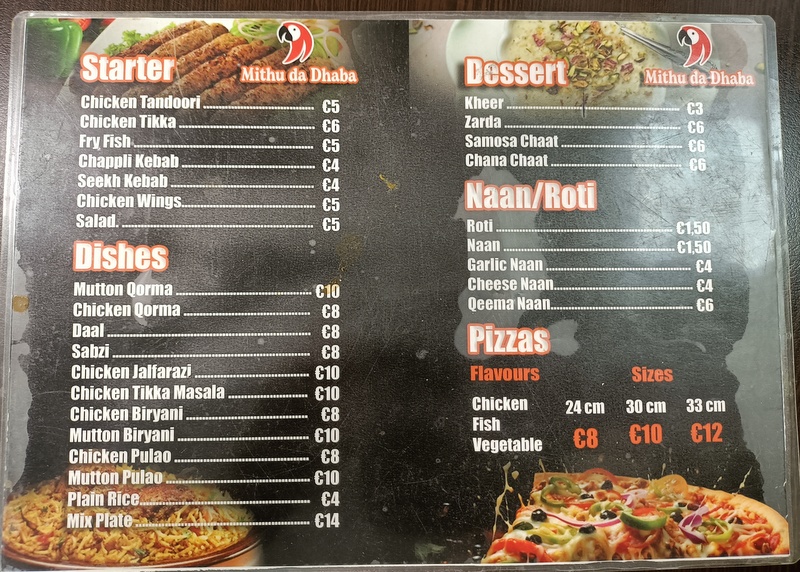 Starter
Mithu da Dhaba
Chicken Tandoori €5
Chicken Tikka €6
Fry Fish €5
Chappli Kebab €4
Seekh Kebab €4
Chicken Wings €5
Salad. €5
Dishes
Mutton Qorma €10
Chicken Qorma €8
Daal €8
Sabzi €8
Chicken Jalfarazi €10
Chicken Tikka Masala €10
Chicken Biryani €8
Mutton Biryani €10
Chicken Pulao €8
Mutton Pulao €10
Plain Rice €4
Mix Plate €14
Dessert
Mithu da Dhaba
Kheer €3
Zarda €6
Samosa Chaat €6
Chana Chaat €6
Naan/Roti
Roti €1,50
Naan €1,50
Garlic Naan €4
Cheese Naan €4
Qeema Naan €6
Pizzas
Flavours Sizes
Chicken 24 cm 30 cm 33 cm
Fish
Vegetable €8 €10 €12